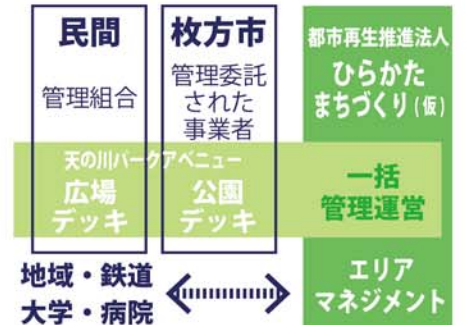 民間
管理組合
枚方市
管理委託
された
事業者
都市再生推進法人
ひらかた
まちづくり(仮)
天の川パークアベニュー
広場
デッキ
公園
デッキ
一括
管理運営
地域・鉄道
大学・病院
エリア
マネジメント